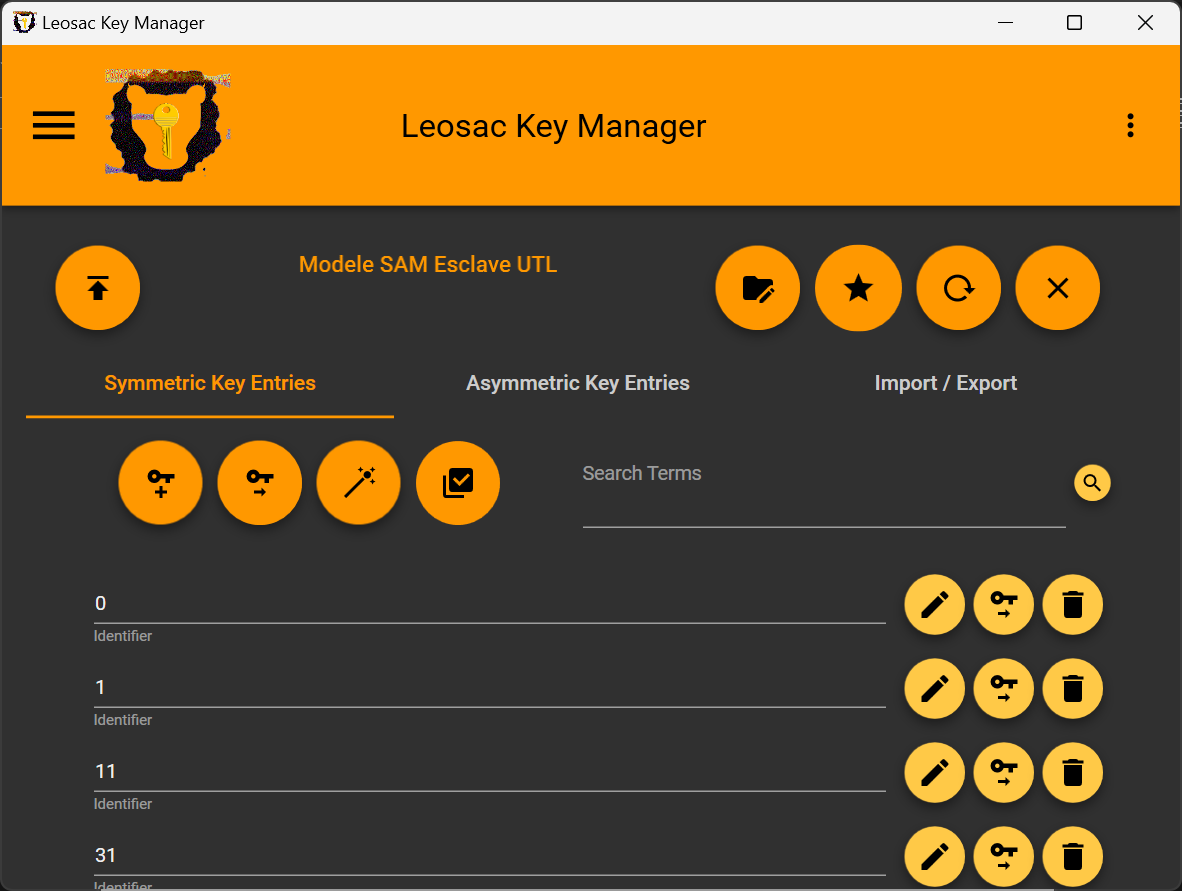 Leosac Key Manager
Leosac Key Manager
Modele SAM Esclave UTL
Symmetric Key Entries
Asymmetric Key Entries
Import / Export
Search Terms
0
Identifier
1
Identifier
11
Identifier
31
Identifier